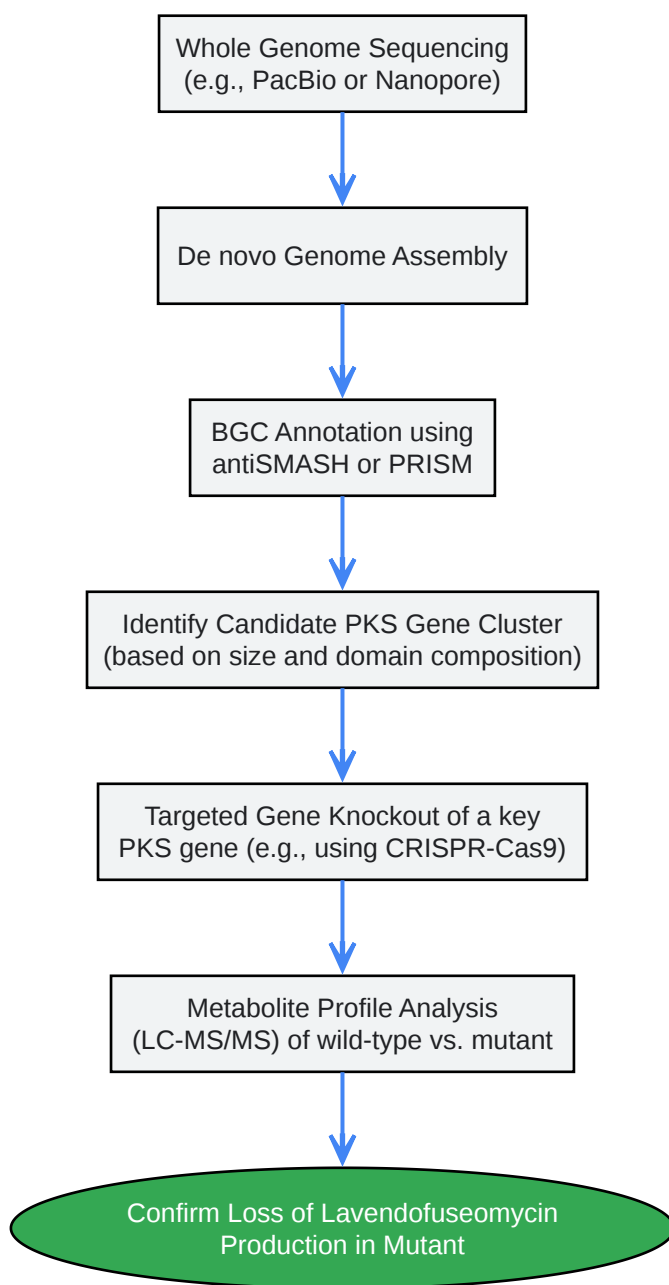 Whole Genome Sequencing
(e.g., PacBio or Nanopore)
De novo Genome Assembly
BGC Annotation using
antiSMASH or PRISM
Identify Candidate PKS Gene Cluster
(based on size and domain composition)
Targeted Gene Knockout of a key
PKS gene (e.g., using CRISPR-Cas9)
Metabolite Profile Analysis
(LC-MS/MS) of wild-type vs. mutant
Confirm Loss of Lavendofuseomycin
Production in Mutant